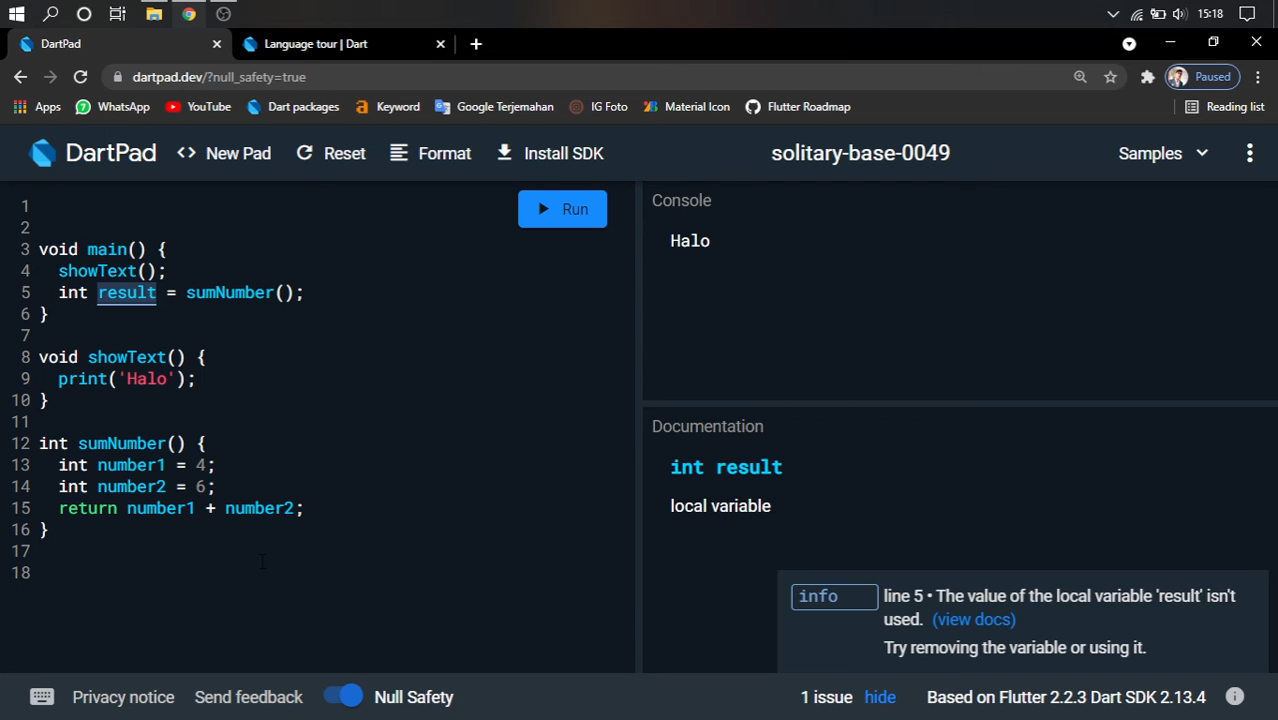 15:18
DartPad
Language tour | Dart
dartpad.dev/?null_safety=true
Paused
Apps
WhatsApp
YouTube
Dart packages
Keyword
Google Terjemahan
IG Foto
Material Icon
Flutter Roadmap
Reading list
DartPad
<> New Pad
Reset
Format
Install SDK
solitary-base-0049
Samples
Run
1
2
3 void main() {
4 showText();
5 int result = sumNumber();
6 }
7
8 void showText() {
9 print('Halo');
10 }
11
12 int sumNumber() {
13 int number1 = 4;
14 int number2 = 6;
15 return number1 + number2;
16 }
17
18
Console
Halo
Documentation
int result
local variable
info
line 5 • The value of the local variable 'result' isn't
used. (view docs)
Try removing the variable or using it.
Privacy notice
Send feedback
Null Safety
1 issue hide
Based on Flutter 2.2.3 Dart SDK 2.13.4